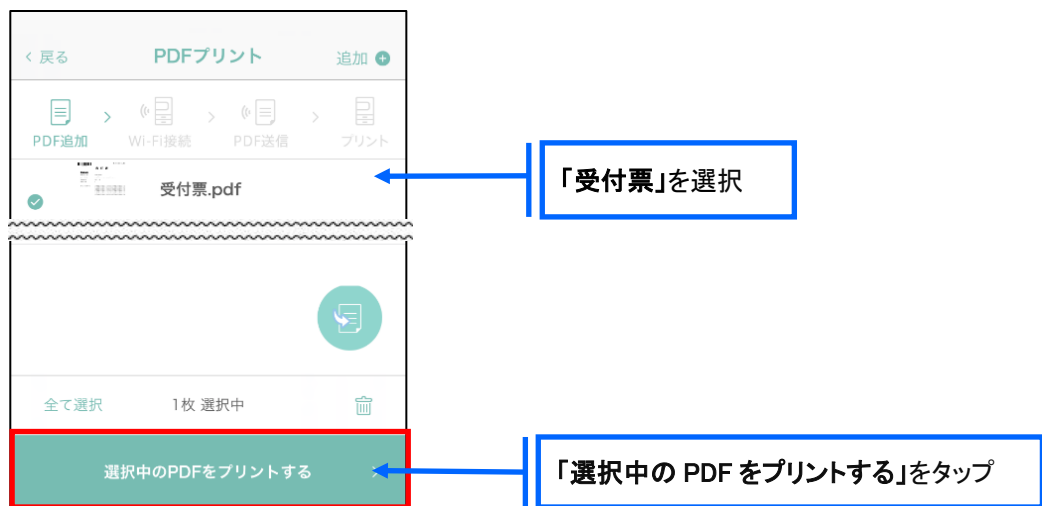 戻る PDFプリント 追加
PDF追加 Wi-Fi接続 PDF送信 プリント
受付票.pdf
「受付票」を選択
全て選択 1枚 選択中
選択中のPDFをプリントする
「選択中の PDF をプリントする」をタップ